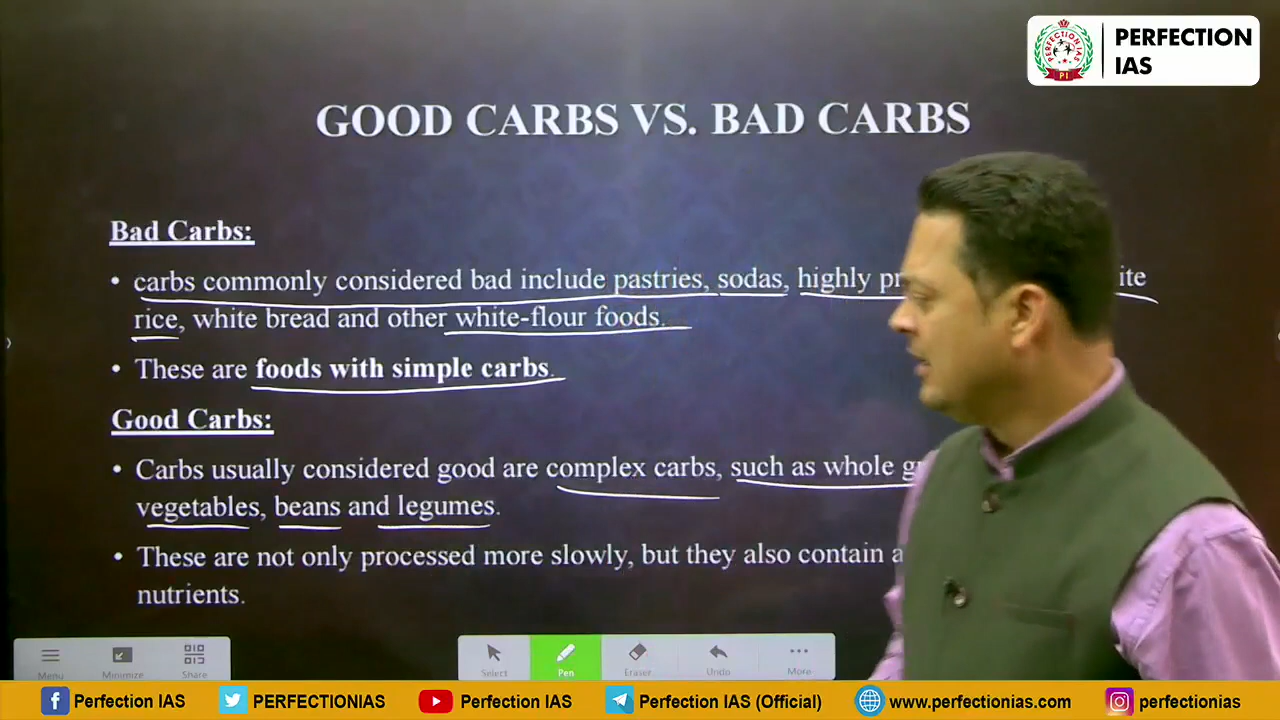 PERFECTION
IAS
PERFECTION IAS
PI
GOOD CARBS VS. BAD CARBS
Bad Carbs:
• carbs commonly considered bad include pastries, sodas, highly
rice, white bread and other white-flour foods.
• These are foods with simple carbs.
Good Carbs:
• Carbs usually considered good are complex carbs, such as whole
vegetables, beans and legumes.
• These are not only processed more slowly, but they also contain
nutrients.
Menu Minimize Share Select Pen Eraser Undo More
Perfection IAS PERFECTIONIAS Perfection IAS Perfection IAS (Official) www.perfectionias.com perfectionias